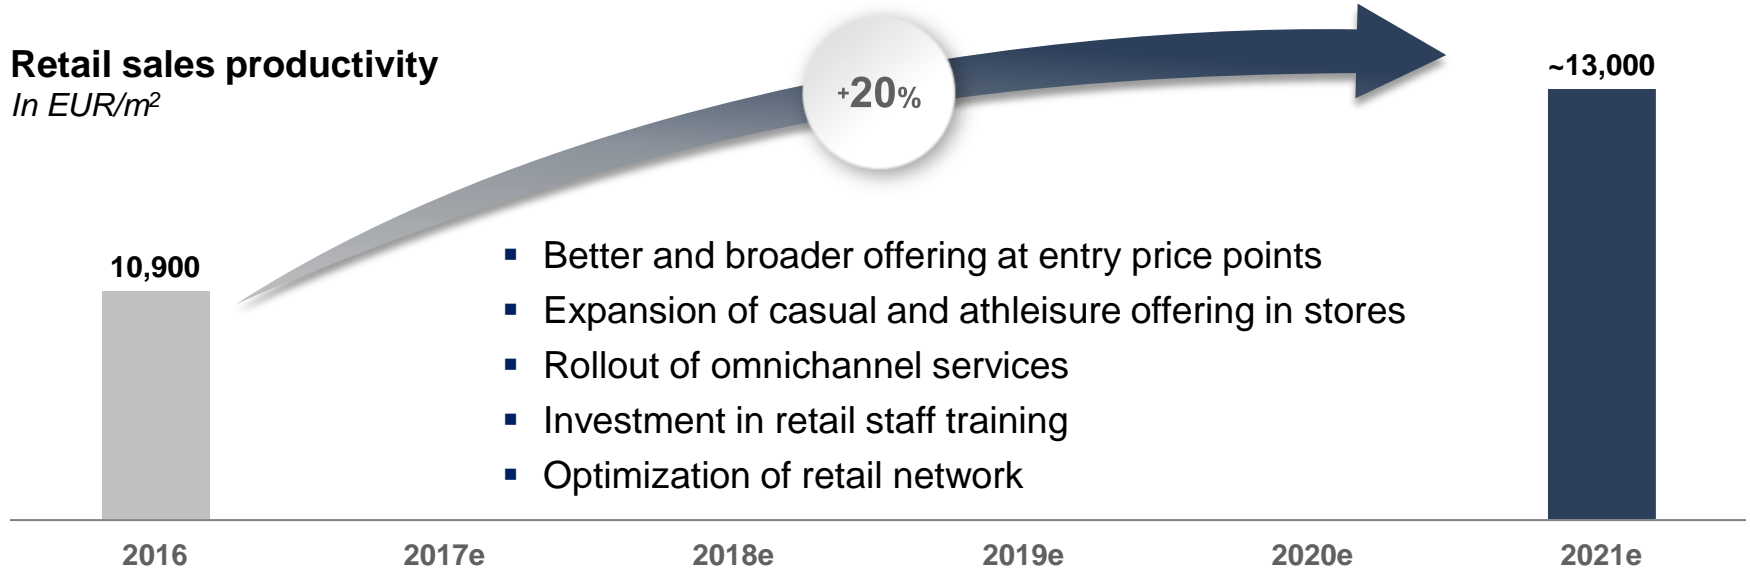 Retail sales productivity
In EUR/m²
+20%
~13,000
10,900
▪ Better and broader offering at entry price points
▪ Expansion of casual and athleisure offering in stores
▪ Rollout of omnichannel services
▪ Investment in retail staff training
▪ Optimization of retail network
2016 2017e 2018e 2019e 2020e 2021e